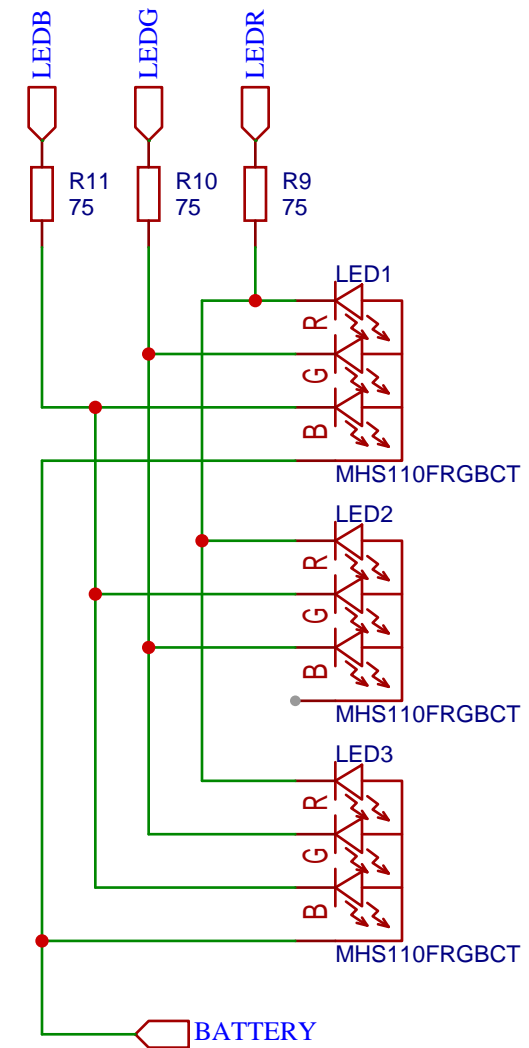 LEDB
LEDG
LEDR
R11
75
R10
75
R9
75
LED1
R
G
B
MHS110FRGBCT
LED2
R
G
B
MHS110FRGBCT
LED3
R
G
B
MHS110FRGBCT
BATTERY